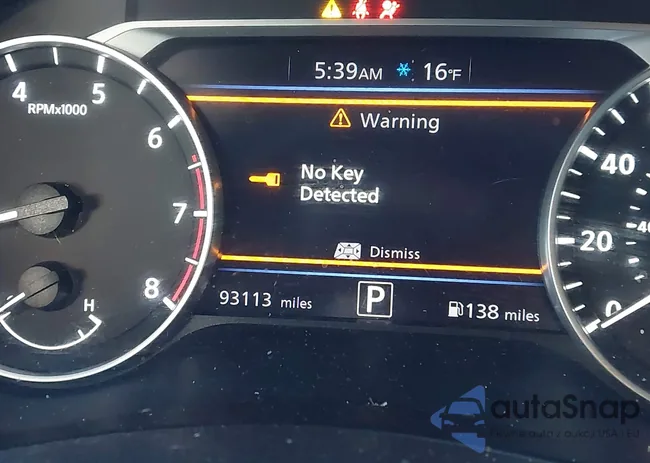 5:39AM 16°F
4 5 6 7 8
RPMx1000
Warning
No Key
Detected
Dismiss
H
93113 miles P 138 miles
40
20
0
autoSnap